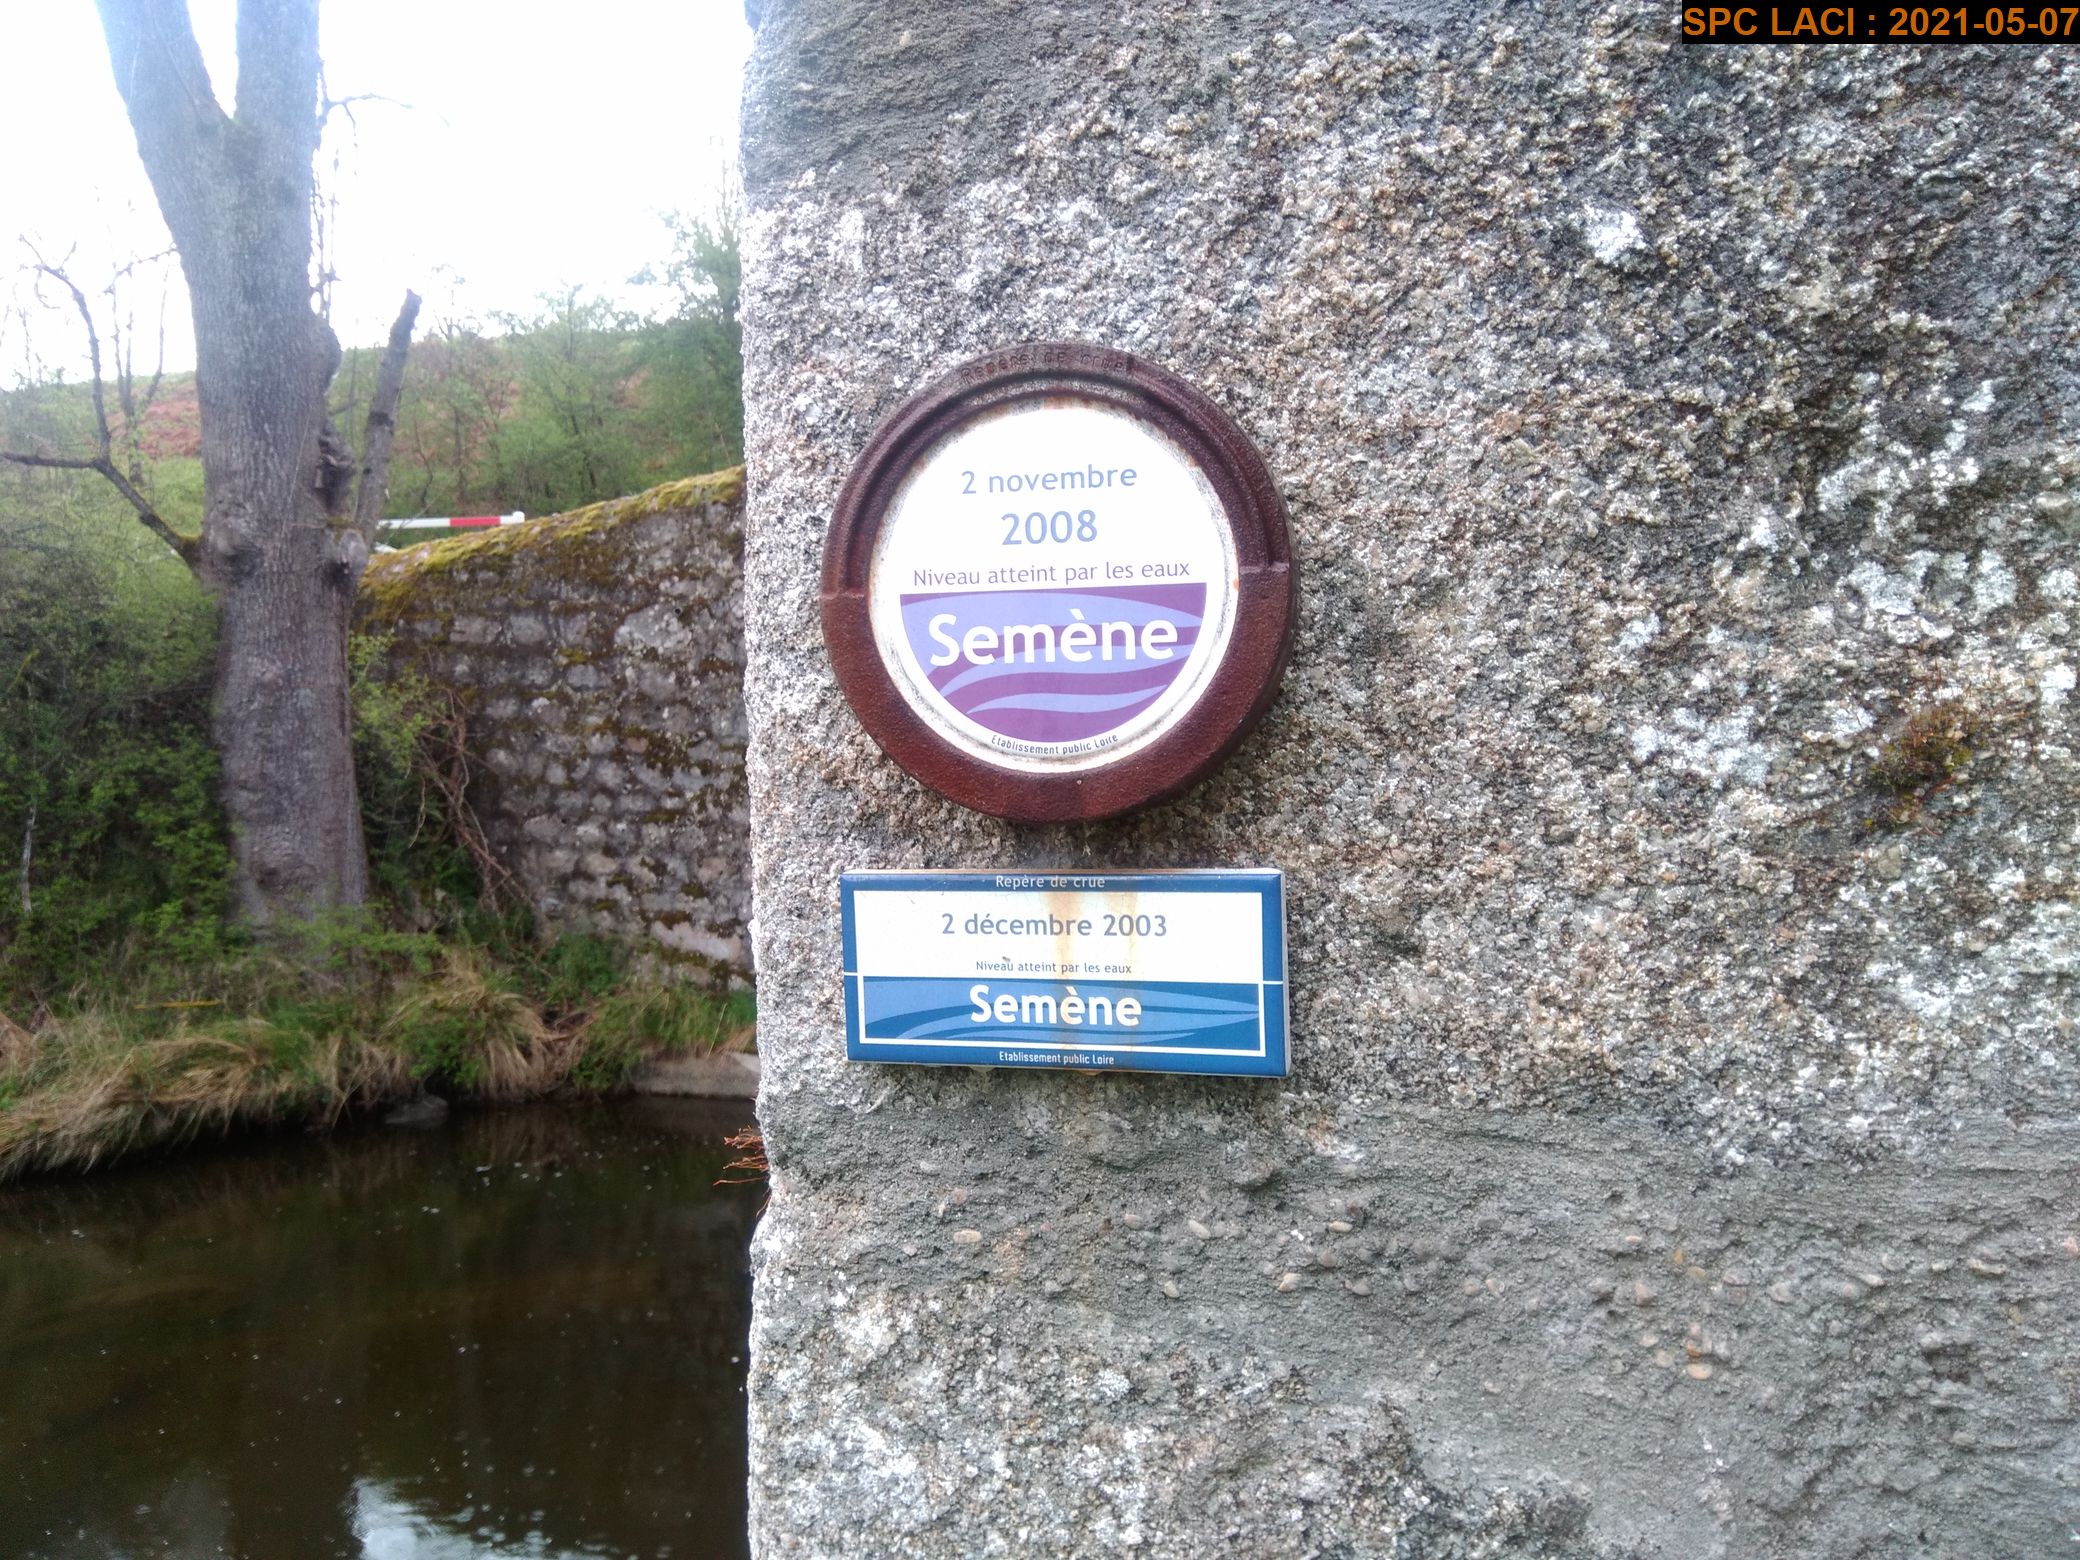 SPC LACI : 2021-05-07
Repère de crue
2 novembre
2008
Niveau atteint par les eaux
Semène
Etablissement public Loire
Repère de crue
2 décembre 2003
Niveau atteint par les eaux
Semène
Etablissement public Loire